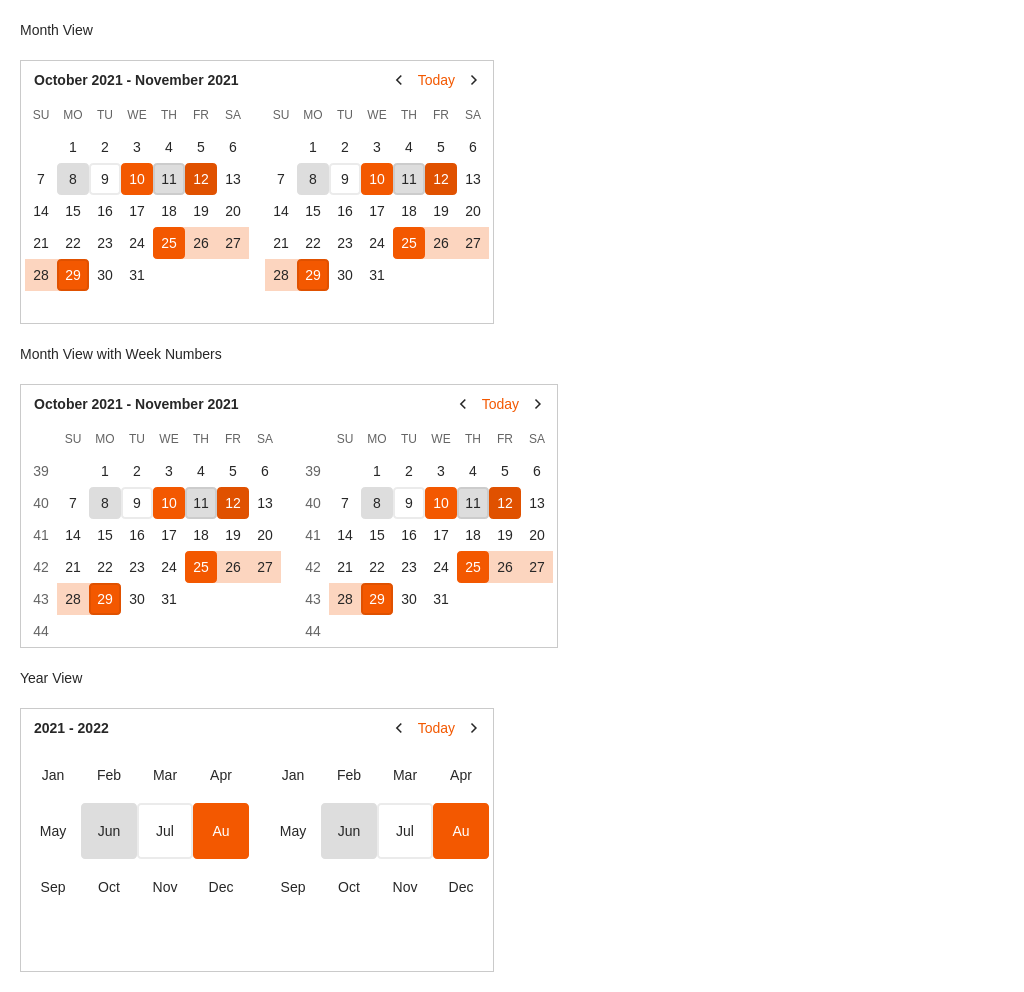 Month View
October 2021 - November 2021 Today
SU MO TU WE TH FR SA SU MO TU WE TH FR SA
1 2 3 4 5 6 1 2 3 4 5 6
7 8 9 10 11 12 13 7 8 9 10 11 12 13
14 15 16 17 18 19 20 14 15 16 17 18 19 20
21 22 23 24 25 26 27 21 22 23 24 25 26 27
28 29 30 31 28 29 30 31
Month View with Week Numbers
October 2021 - November 2021 Today
SU MO TU WE TH FR SA SU MO TU WE TH FR SA
39 1 2 3 4 5 6 39 1 2 3 4 5 6
40 7 8 9 10 11 12 13 40 7 8 9 10 11 12 13
41 14 15 16 17 18 19 20 41 14 15 16 17 18 19 20
42 21 22 23 24 25 26 27 42 21 22 23 24 25 26 27
43 28 29 30 31 43 28 29 30 31
44 44
Year View
2021 - 2022 Today
Jan Feb Mar Apr Jan Feb Mar Apr
May Jun Jul Au May Jun Jul Au
Sep Oct Nov Dec Sep Oct Nov Dec